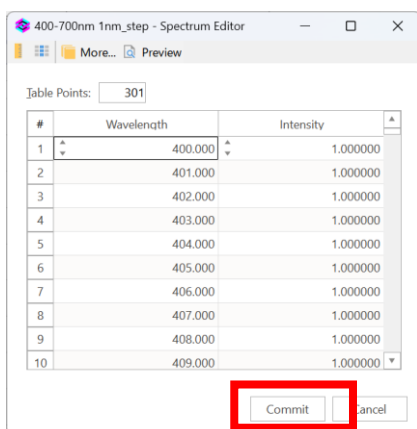 400-700nm 1nm_step - Spectrum Editor
More... Preview
Table Points: 301
# Wavelength Intensity
1 400.000 1.000000
2 401.000 1.000000
3 402.000 1.000000
4 403.000 1.000000
5 404.000 1.000000
6 405.000 1.000000
7 406.000 1.000000
8 407.000 1.000000
9 408.000 1.000000
10 409.000 1.000000
Commit Cancel